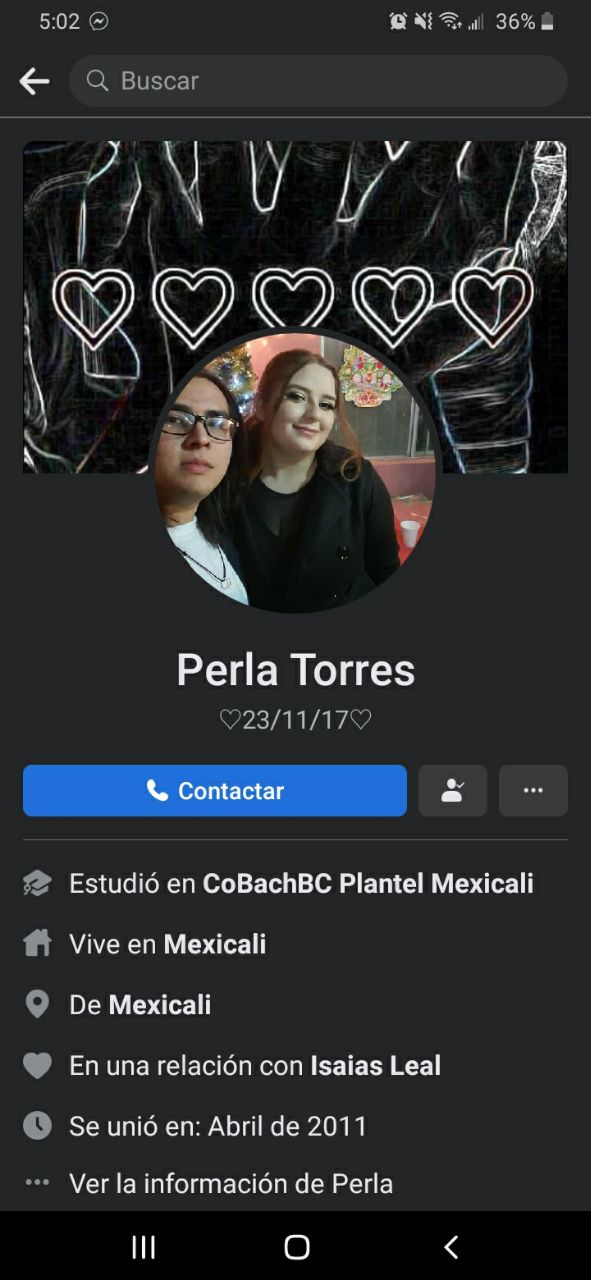 5:02
36%
Buscar
Perla Torres
♡23/11/17♡
Contactar
Estudió en CoBachBC Plantel Mexicali
Vive en Mexicali
De Mexicali
En una relación con Isaias Leal
Se unió en: Abril de 2011
Ver la información de Perla